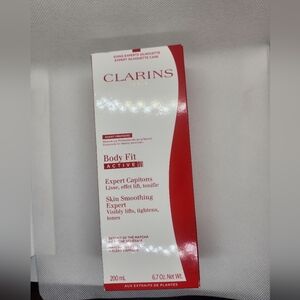 SOINS EXPERTS SILHOUETTE
EXPERT SILHOUETTE CARE
CLARINS
Body Fit
ACTIVE
Expert Capitons
Lisse, effet lift, tonifie
Skin Smoothing
Expert
Visibly lifts, tightens,
tones
200 mL 6.7 Oz. Net Wt.
AUX EXTRAITS DE PLANTES